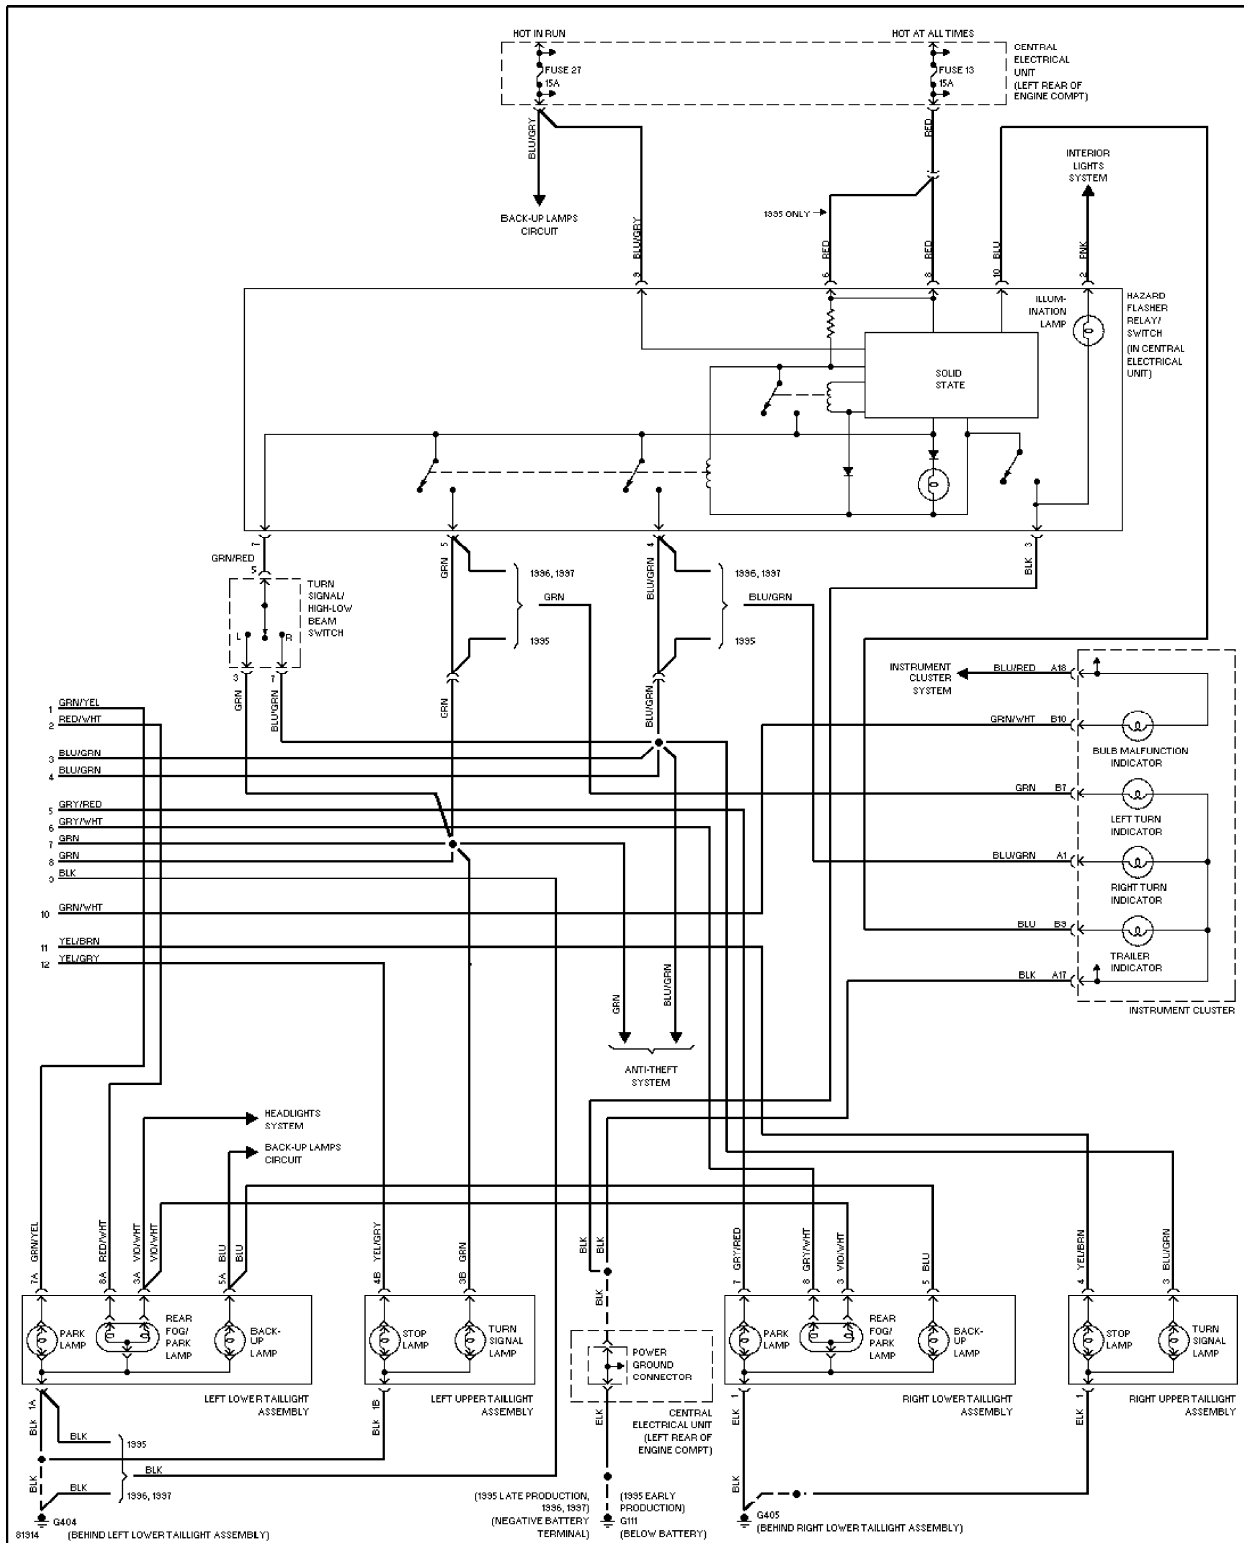 HOT IN RUN
HOT AT ALL TIMES
FUSE 27
15A
FUSE 13
15A
CENTRAL
ELECTRICAL
UNIT
(LEFT REAR OF
ENGINE COMPT)
BLU/GRY
RED
BACK-UP LAMPS
CIRCUIT
BLU/GRY
9
1995 ONLY
RED
6
RED
8
BLU
10
INTERIOR
LIGHTS
SYSTEM
PNK
2
ILLUM-
INATION
LAMP
HAZARD
FLASHER
RELAY/
SWITCH
(IN CENTRAL
ELECTRICAL
UNIT)
SOLID
STATE
7
GRN/RED
5
5
GRN
4
BLU/GRN
3
BLK
1996, 1997
GRN
1995
1996, 1997
BLU/GRN
1995
TURN
SIGNAL/
HIGH-LOW
BEAM
SWITCH
L
R
3
GRN
7
BLU/GRN
GRN
BLU/GRN
INSTRUMENT
CLUSTER
SYSTEM
BLU/RED A18
GRN/WHT B10
BULB MALFUNCTION
INDICATOR
GRN B7
LEFT TURN
INDICATOR
BLU/GRN A1
RIGHT TURN
INDICATOR
BLU B9
TRAILER
INDICATOR
BLK A17
INSTRUMENT CLUSTER
1 GRN/YEL
2 RED/WHT
3 BLU/GRN
4 BLU/GRN
5 GRY/RED
6 GRY/WHT
7 GRN
8 GRN
9 BLK
10 GRN/WHT
11 YEL/BRN
12 YEL/GRY
GRN
BLU/GRN
ANTI-THEFT
SYSTEM
HEADLIGHTS
SYSTEM
BACK-UP LAMPS
CIRCUIT
7A GRN/YEL
8A RED/WHT
3A VIO/WHT
VIO/WHT
5A BLU
BLU
4B YEL/GRY
3B GRN
BLK
BLK
BLK
7 GRY/RED
8 GRY/WHT
3 VIO/WHT
5 BLU
4 YEL/BRN
3 BLU/GRN
PARK
LAMP
REAR
FOG/
PARK
LAMP
BACK-
UP
LAMP
LEFT LOWER TAILLIGHT
ASSEMBLY
STOP
LAMP
TURN
SIGNAL
LAMP
LEFT UPPER TAILLIGHT
ASSEMBLY
POWER
GROUND
CONNECTOR
CENTRAL
ELECTRICAL UNIT
(LEFT REAR OF
ENGINE COMPT)
PARK
LAMP
REAR
FOG/
PARK
LAMP
BACK-
UP
LAMP
RIGHT LOWER TAILLIGHT
ASSEMBLY
STOP
LAMP
TURN
SIGNAL
LAMP
RIGHT UPPER TAILLIGHT
ASSEMBLY
1A
BLK
BLK
1995
BLK
BLK
1996, 1997
BLK
1B
BLK
BLK
1
BLK
1
BLK
G404
(BEHIND LEFT LOWER TAILLIGHT ASSEMBLY)
81914
(1995 LATE PRODUCTION,
1996, 1997)
(NEGATIVE BATTERY
TERMINAL)
(1995 EARLY
PRODUCTION)
G111
(BELOW BATTERY)
G405
(BEHIND RIGHT LOWER TAILLIGHT ASSEMBLY)